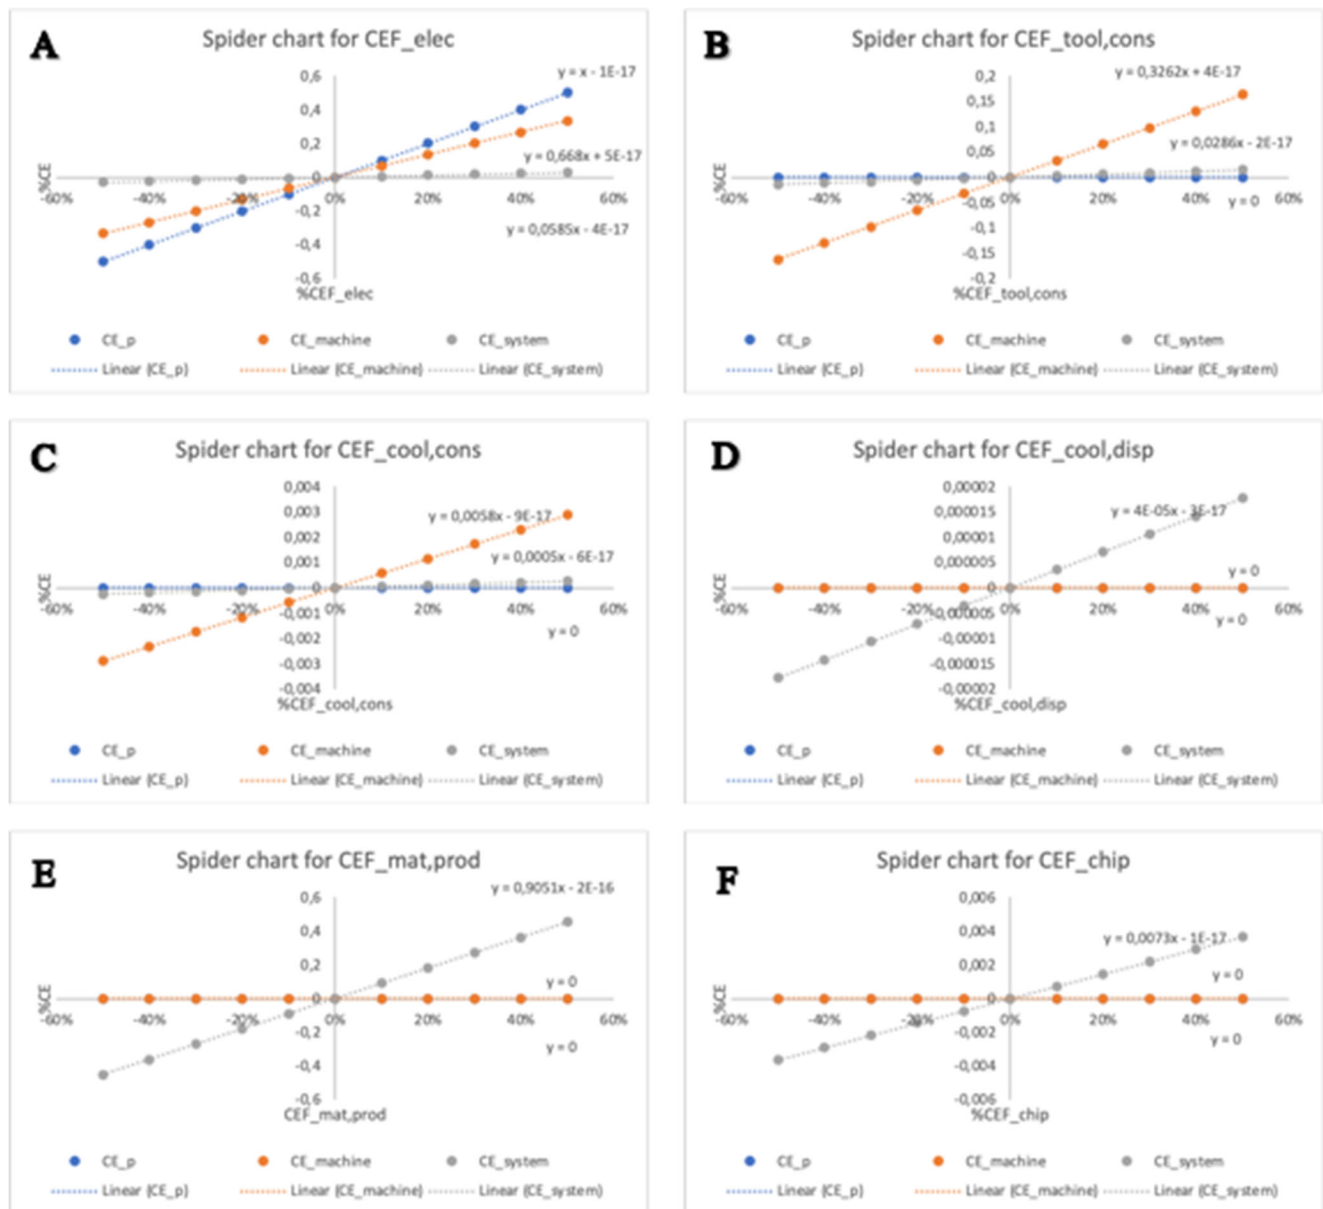 A
Spider chart for CEF_elec
y = x - 1E-17
0,6
0,4
0,2
0
-0,2
-0,4
-0,6
-60%
-40%
-20%
0%
20%
40%
60%
%CE
y = 0,668x + 5E-17
y = 0,0585x - 4E-17
%CEF_elec
CE_p
CE_machine
CE_system
Linear (CE_p)
Linear (CE_machine)
Linear (CE_system)
B
Spider chart for CEF_tool,cons
y = 0,3262x + 4E-17
0,2
0,15
0,1
0,05
0
-0,05
-0,1
-0,15
-0,2
-60%
-40%
-20%
0%
20%
40%
60%
%CE
y = 0,0286x - 2E-17
y = 0
%CEF_tool,cons
CE_p
CE_machine
CE_system
Linear (CE_p)
Linear (CE_machine)
Linear (CE_system)
C
Spider chart for CEF_cool,cons
0,004
0,003
0,002
0,001
0
-0,001
-0,002
-0,003
-0,004
-60%
-40%
-20%
0%
20%
40%
60%
%CE
y = 0,0058x - 9E-17
y = 0,0005x - 6E-17
y = 0
%CEF_cool,cons
CE_p
CE_machine
CE_system
Linear (CE_p)
Linear (CE_machine)
Linear (CE_system)
D
Spider chart for CEF_cool,disp
0,00002
0,000015
0,00001
0,000005
0
-0,000005
-0,00001
-0,000015
-0,00002
-60%
-40%
-20%
0%
20%
40%
60%
%CE
y = 4E-05x - 3E-17
y = 0
y = 0
%CEF_cool,disp
CE_p
CE_machine
CE_system
Linear (CE_p)
Linear (CE_machine)
Linear (CE_system)
E
Spider chart for CEF_mat,prod
y = 0,9051x - 2E-16
0,6
0,4
0,2
0
-0,2
-0,4
-0,6
-60%
-40%
-20%
0%
20%
40%
60%
%CE
y = 0
y = 0
CEF_mat,prod
CE_p
CE_machine
CE_system
Linear (CE_p)
Linear (CE_machine)
Linear (CE_system)
F
Spider chart for CEF_chip
0,006
0,004
0,002
0
-0,002
-0,004
-0,006
-60%
-40%
-20%
0%
20%
40%
60%
%CE
y = 0,0073x - 1E-17
y = 0
y = 0
%CEF_chip
CE_p
CE_machine
CE_system
Linear (CE_p)
Linear (CE_machine)
Linear (CE_system)